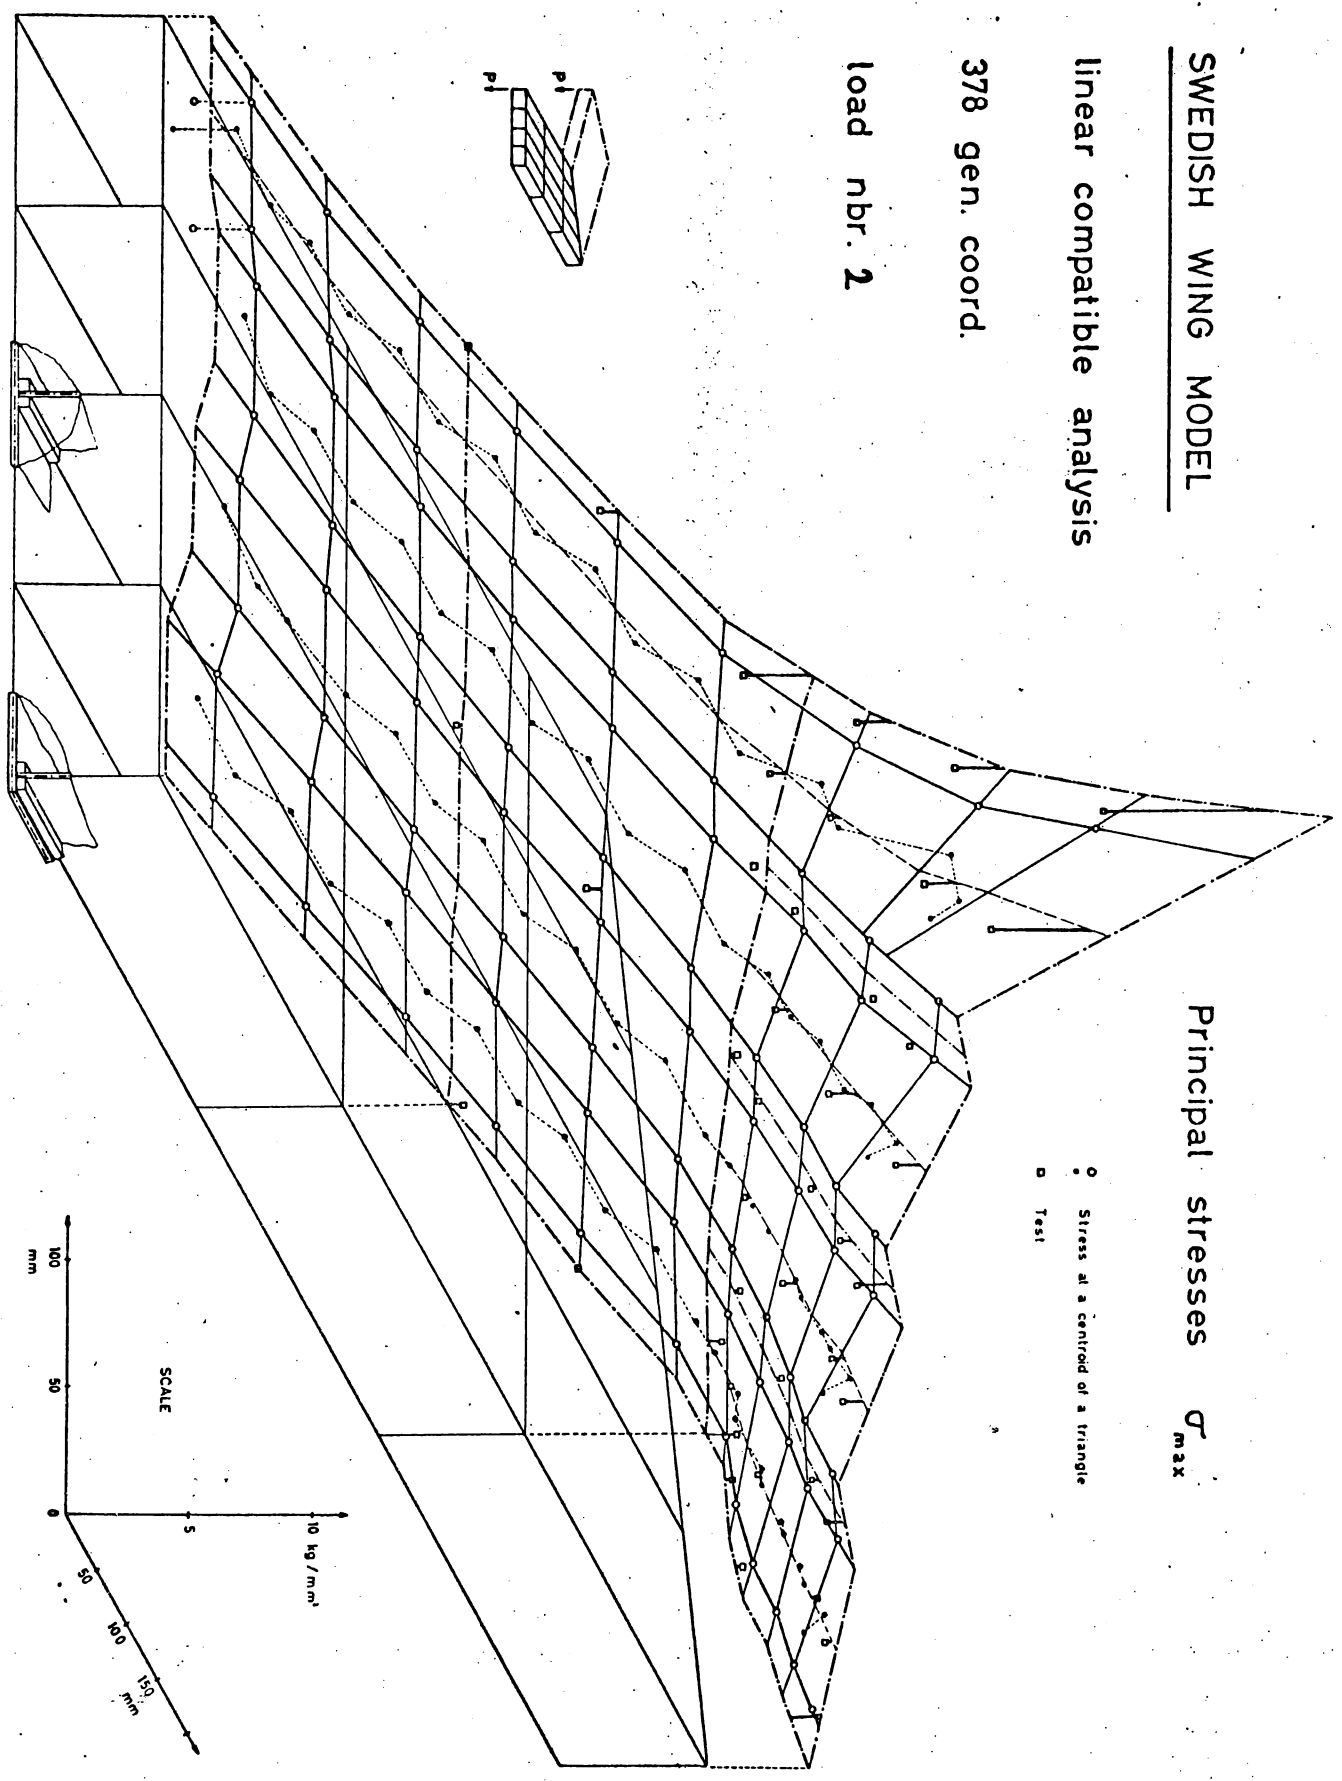 SWEDISH WING MODEL
linear compatible analysis
378 gen. coord.
load nbr. 2
P
P
Principal stresses σ max
Stress at a centroid of a triangle
Test
100
mm
50
0
SCALE
5
10 kg/mm²
50
100
150
mm